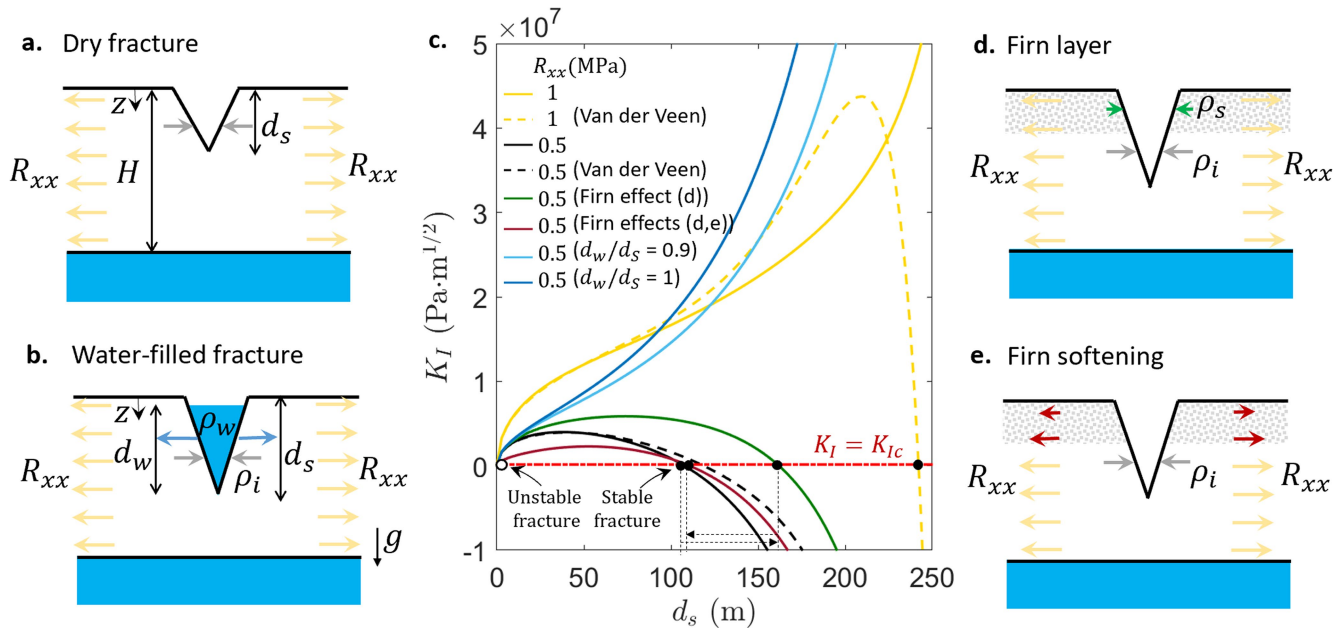 a. Dry fracture
z
d_s
R_xx
H
R_xx
b. Water-filled fracture
z
ρ_w
d_w
d_s
R_xx
ρ_i
R_xx
g
c.
×10^7
R_xx(MPa)
1
1 (Van der Veen)
0.5
0.5 (Van der Veen)
0.5 (Firn effect (d))
0.5 (Firn effects (d,e))
0.5 (d_w/d_s = 0.9)
0.5 (d_w/d_s = 1)
K_I = K_Ic
Unstable
fracture
Stable
fracture
5
4
3
2
1
0
-1
K_I (Pa·m^1/2)
0
50
100
150
200
250
d_s (m)
d. Firn layer
ρ_s
ρ_i
R_xx
R_xx
e. Firn softening
ρ_i
R_xx
R_xx